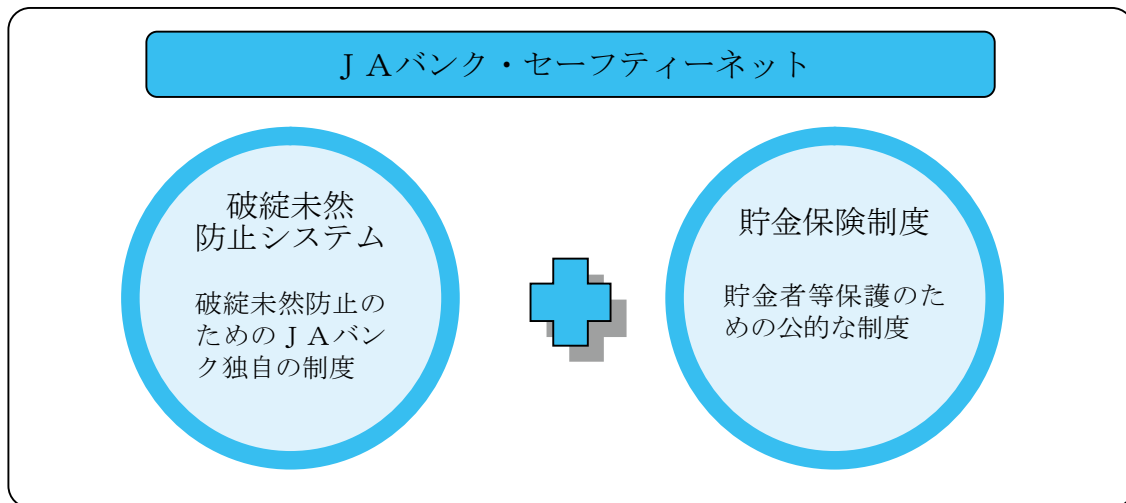 ＪＡバンク・セーフティーネット
破綻未然
防止システム
破綻未然防止の
ためのＪＡバン
ク独自の制度
貯金保険制度
貯金者等保護のた
めの公的な制度